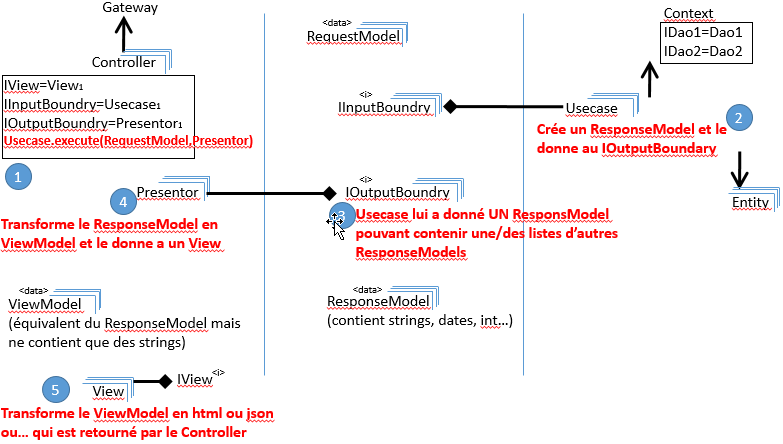 Gateway
Controller
IView=View1
IInputBoundry=Usecase1
IOutputBoundry=Presentor1
Usecase.execute(RequestModel,Presentor)
1
4
Presentor
Transforme le ResponseModel en
ViewModel et le donne a un View
<data>
ViewModel
(équivalent du ResponseModel mais
ne contient que des strings)
5
View
IView<i>
Transforme le ViewModel en html ou json
ou... qui est retourné par le Controller
<data>
RequestModel
<i>
IInputBoundry
<i>
IOutputBoundry
3
Usecase lui a donné UN ResponsModel
pouvant contenir une/des listes d’autres
ResponseModels
<data>
ResponseModel
(contient strings, dates, int...)
Context
IDao1=Dao1
IDao2=Dao2
Usecase
2
Crée un ResponseModel et le
donne au IOutputBoundary
Entity